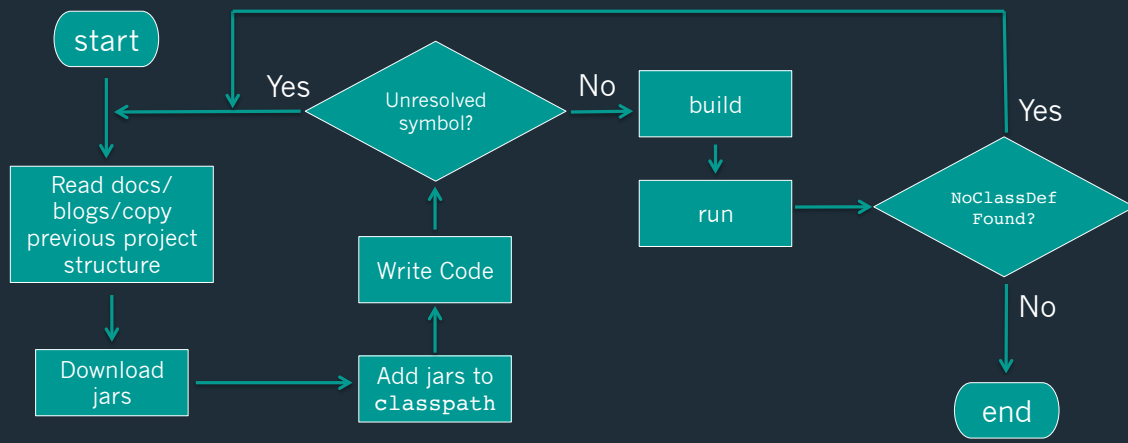 start
Read docs/
blogs/copy
previous project
structure
Download
jars
Add jars to
classpath
Write Code
Unresolved
symbol?
Yes
No
build
run
NoClassDef
Found?
Yes
No
end